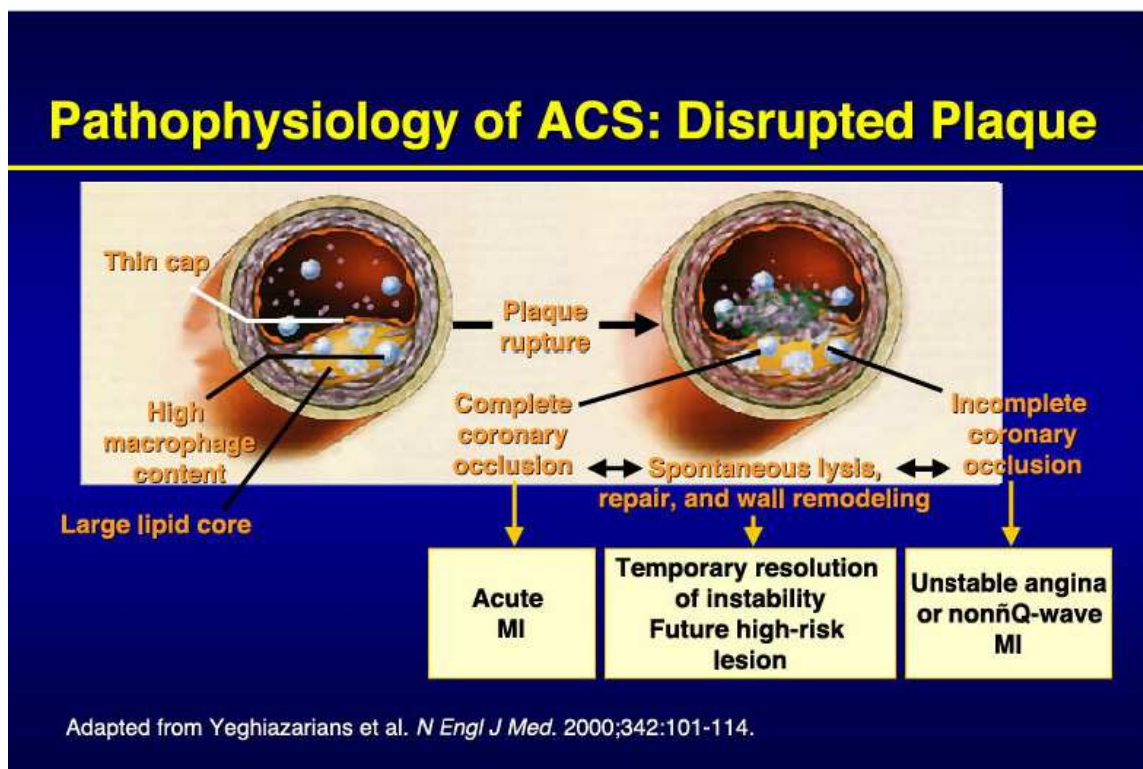 Pathophysiology of ACS: Disrupted Plaque
Thin cap
High
macrophage
content
Large lipid core
Plaque
rupture
Complete
coronary
occlusion
Spontaneous lysis,
repair, and wall remodeling
Incomplete
coronary
occlusion
Acute
MI
Temporary resolution
of instability
Future high-risk
lesion
Unstable angina
or nonñQ-wave
MI
Adapted from Yeghiazarians et al. N Engl J Med. 2000;342:101-114.